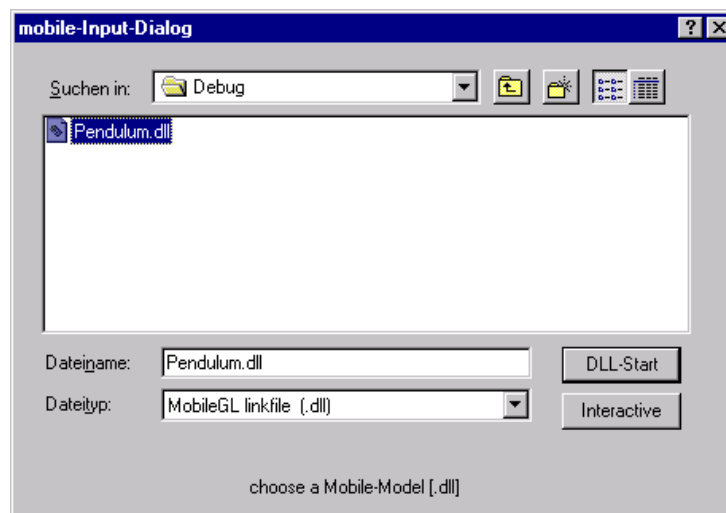 mobile-Input-Dialog
Suchen in: Debug
Pendulum.dll
Dateiname: Pendulum.dll DLL-Start
Dateityp: MobileGL linkfile (.dll) Interactive
choose a Mobile-Model [.dll]